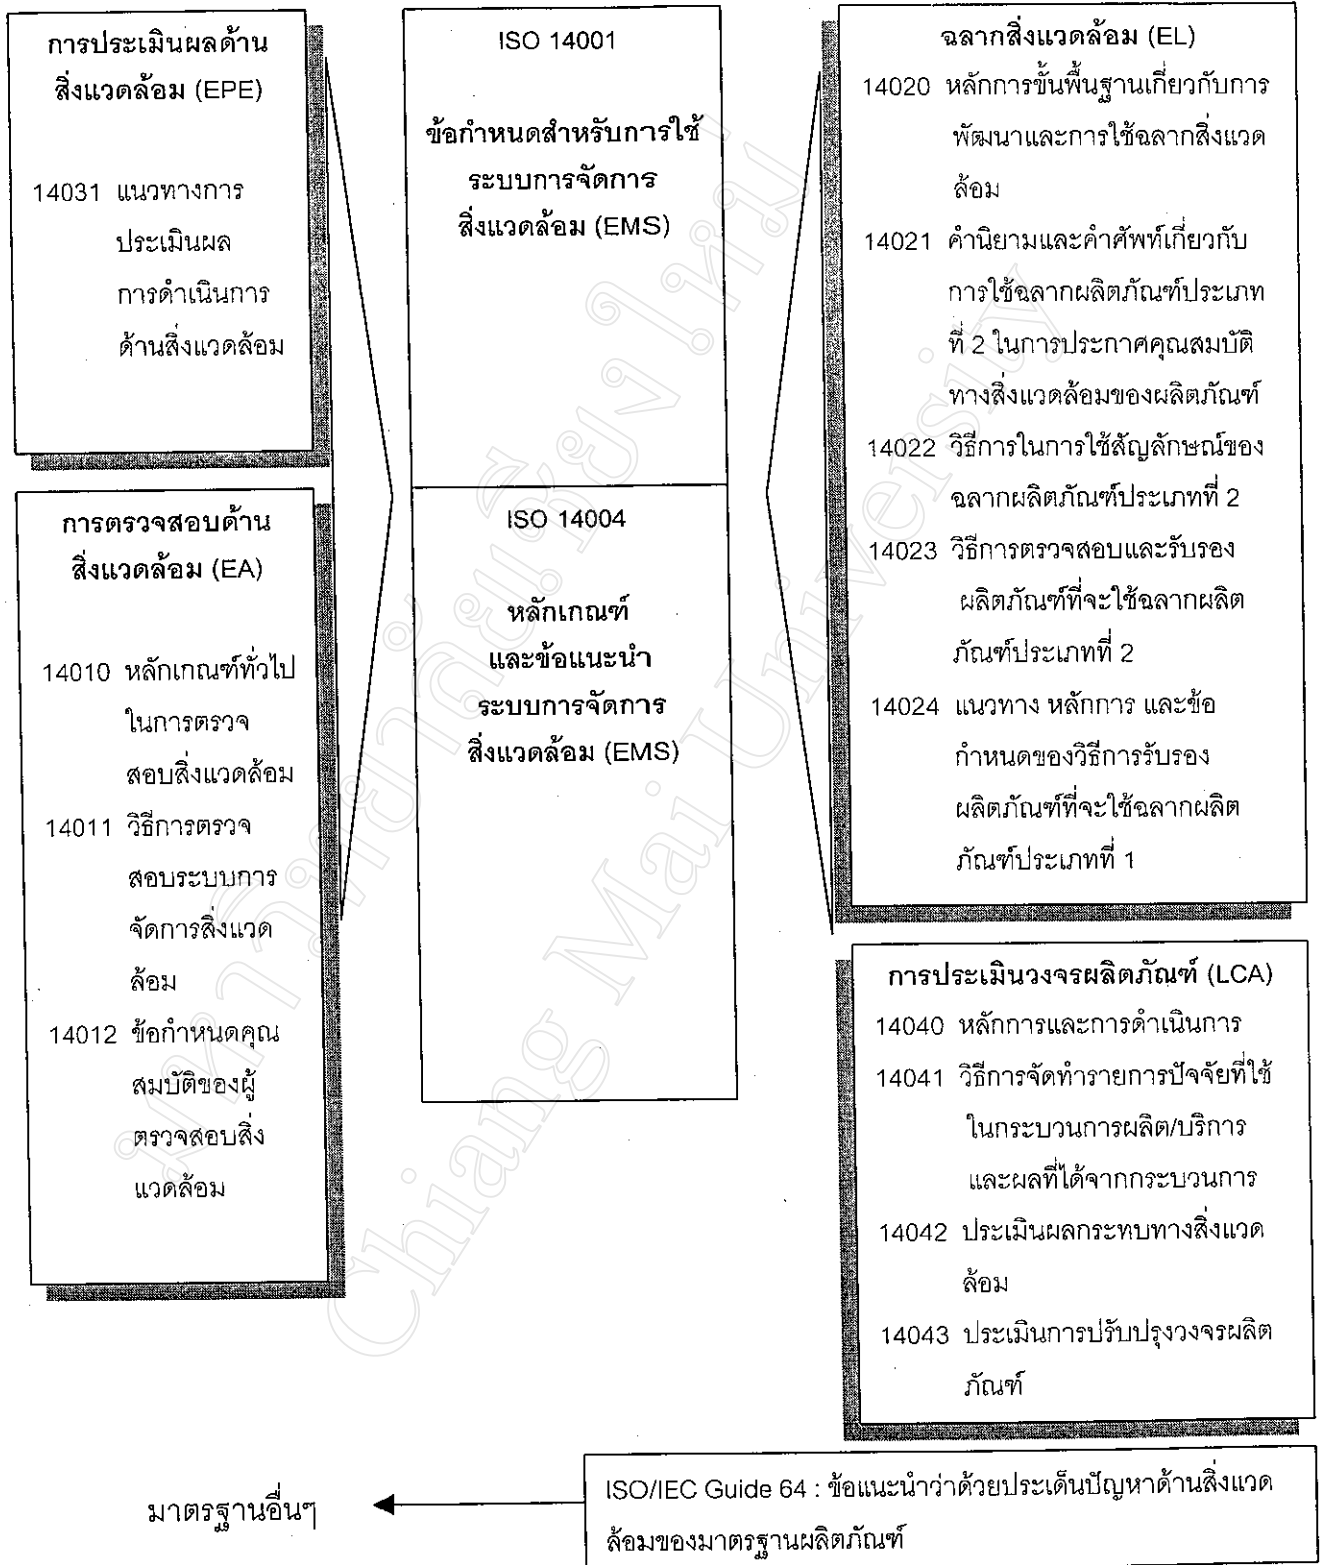 การประเมินผลด้าน
สิ่งแวดล้อม (EPE)
14031 แนวทางการ
ประเมินผล
การดำเนินการ
ด้านสิ่งแวดล้อม
การตรวจสอบด้าน
สิ่งแวดล้อม (EA)
14010 หลักเกณฑ์ทั่วไป
ในการตรวจ
สอบสิ่งแวดล้อม
14011 วิธีการตรวจ
สอบระบบการ
จัดการสิ่งแวด
ล้อม
14012 ข้อกำหนดคุณ
สมบัติของผู้
ตรวจสอบสิ่ง
แวดล้อม
ISO 14001
ข้อกำหนดสำหรับการใช้
ระบบการจัดการ
สิ่งแวดล้อม (EMS)
ISO 14004
หลักเกณฑ์
และข้อแนะนำ
ระบบการจัดการ
สิ่งแวดล้อม (EMS)
ฉลากสิ่งแวดล้อม (EL)
14020 หลักการขั้นพื้นฐานเกี่ยวกับการ
พัฒนาและการใช้ฉลากสิ่งแวด
ล้อม
14021 คำนิยามและคำศัพท์เกี่ยวกับ
การใช้ฉลากผลิตภัณฑ์ประเภท
ที่ 2 ในการประกาศคุณสมบัติ
ทางสิ่งแวดล้อมของผลิตภัณฑ์
14022 วิธีการในการใช้สัญลักษณ์ของ
ฉลากผลิตภัณฑ์ประเภทที่ 2
14023 วิธีการตรวจสอบและรับรอง
ผลิตภัณฑ์ที่จะใช้ฉลากผลิต
ภัณฑ์ประเภทที่ 2
14024 แนวทาง หลักการ และข้อ
กำหนดของวิธีการรับรอง
ผลิตภัณฑ์ที่จะใช้ฉลากผลิต
ภัณฑ์ประเภทที่ 1
การประเมินวงจรผลิตภัณฑ์ (LCA)
14040 หลักการและการดำเนินการ
14041 วิธีการจัดทำรายการปัจจัยที่ใช้
ในกระบวนการผลิต/บริการ
และผลที่ได้จากกระบวนการ
14042 ประเมินผลกระทบทางสิ่งแวด
ล้อม
14043 ประเมินการปรับปรุงวงจรผลิต
ภัณฑ์
มาตรฐานอื่นๆ
ISO/IEC Guide 64 : ข้อแนะนำว่าด้วยประเด็นปัญหาด้านสิ่งแวด
ล้อมของมาตรฐานผลิตภัณฑ์
มหาวิทยาลัยเชียงใหม่
Chiang Mai University